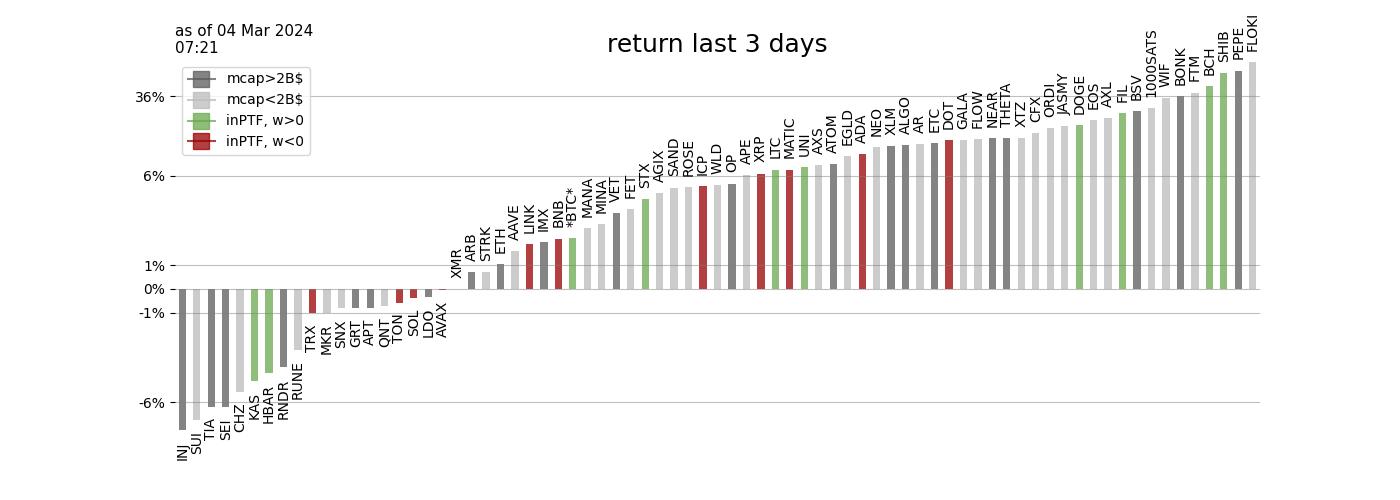 as of 04 Mar 2024
07:21
return last 3 days
mcap>2B$
mcap<2B$
inPTF, w>0
inPTF, w<0
36%
6%
1%
0%
-1%
-6%
INJ
SUI
TIA
SEI
CHZ
KAS
HBAR
RNDR
RUNE
TRX
MKR
SNX
GRT
APT
QNT
TON
SOL
LDO
AVAX
XMR
ARB
STRK
ETH
AAVE
LINK
IMX
BNB
*BTC*
MANA
MINA
VET
FET
STX
AGIX
SAND
ROSE
ICP
WLD
OP
APE
XRP
LTC
MATIC
UNI
AXS
ATOM
EGLD
ADA
NEO
XLM
ALGO
AR
ETC
DOT
GALA
FLOW
NEAR
THETA
XTZ
CFX
ORDI
JASMY
DOGE
EOS
AXL
FIL
BSV
1000SATS
WIF
BONK
FTM
BCH
SHIB
PEPE
FLOKI